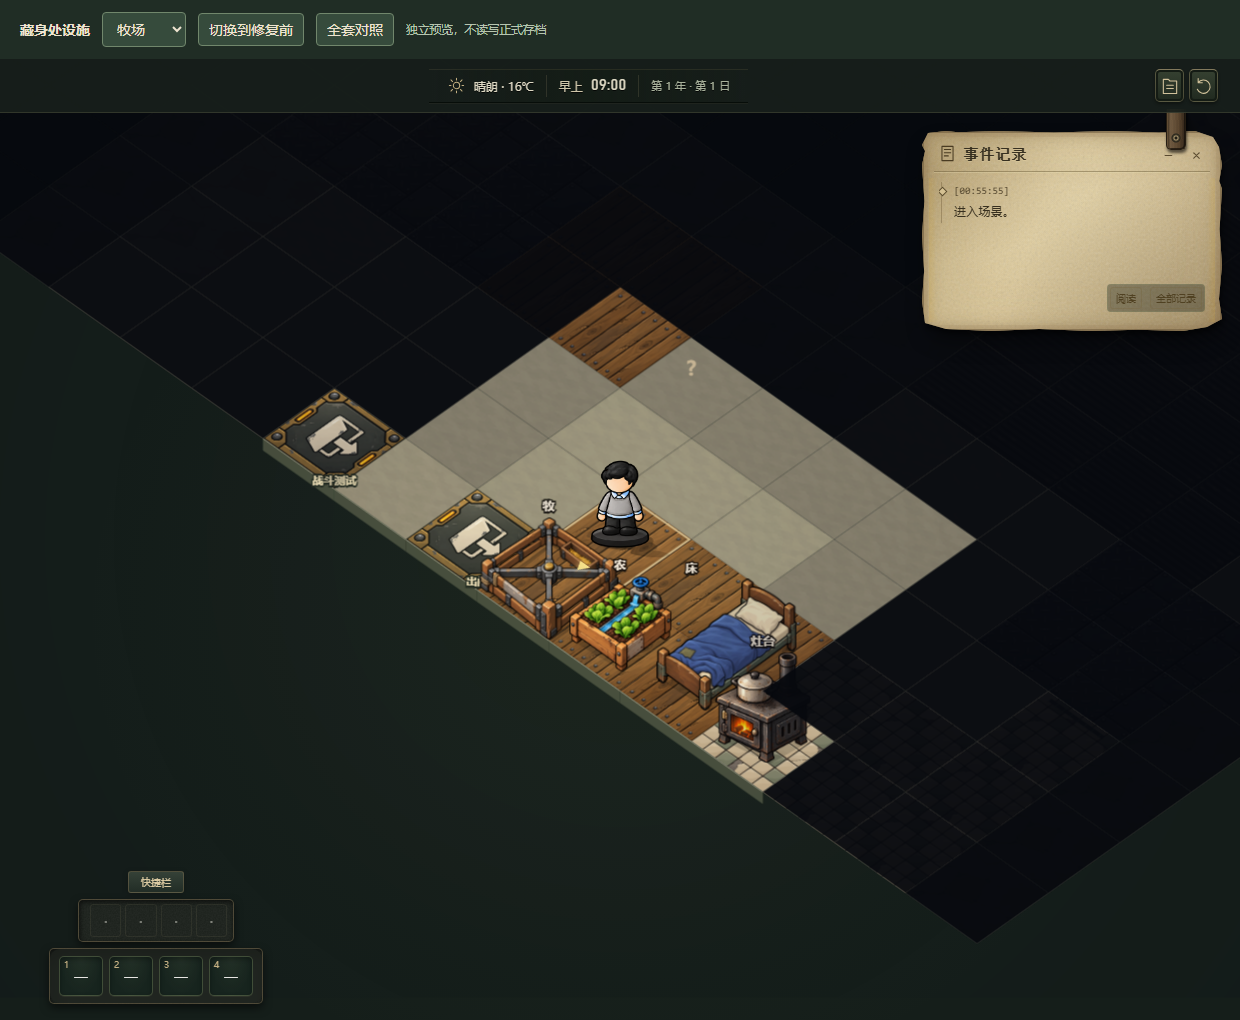 藏身处设施 牧场 切换到修复前 全套对照 独立预览，不读写正式存档
晴朗 · 16℃ 早上 09:00 第 1 年 · 第 1 日
事件记录
[00:55:55]
进入场景。
阅读 全部记录
?
战斗测试
牧
出
农
床
灶台
快捷栏
1 2 3 4